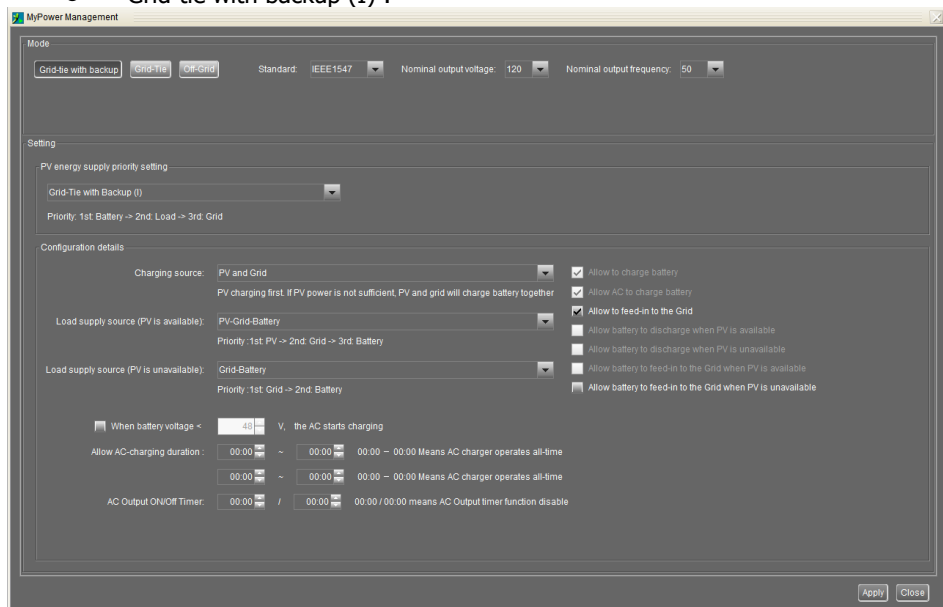 Grid-tie with backup (I) :
MyPower Management
Mode
Grid-tie with backup Grid-Tie Off-Grid Standard: IEEE1547 Nominal output voltage: 120 Nominal output frequency: 50
Setting
PV energy supply priority setting
Grid-Tie with Backup (I)
Priority: 1st: Battery -> 2nd: Load -> 3rd: Grid
Configuration details
Charging source: PV and Grid
PV charging first. If PV power is not sufficient, PV and grid will charge battery together
Load supply source (PV is available): PV-Grid-Battery
Priority :1st: PV -> 2nd: Grid -> 3rd: Battery
Load supply source (PV is unavailable): Grid-Battery
Priority :1st: Grid -> 2nd: Battery
Allow to charge battery
Allow AC to charge battery
Allow to feed-in to the Grid
Allow battery to discharge when PV is available
Allow battery to discharge when PV is unavailable
Allow battery to feed-in to the Grid when PV is available
Allow battery to feed-in to the Grid when PV is unavailable
When battery voltage < 48 V, the AC starts charging
Allow AC-charging duration : 00:00 ~ 00:00 00:00 – 00:00 Means AC charger operates all-time
00:00 ~ 00:00 00:00 – 00:00 Means AC charger operates all-time
AC Output ON/Off Timer: 00:00 / 00:00 00:00 / 00:00 means AC Output timer function disable
Apply Close